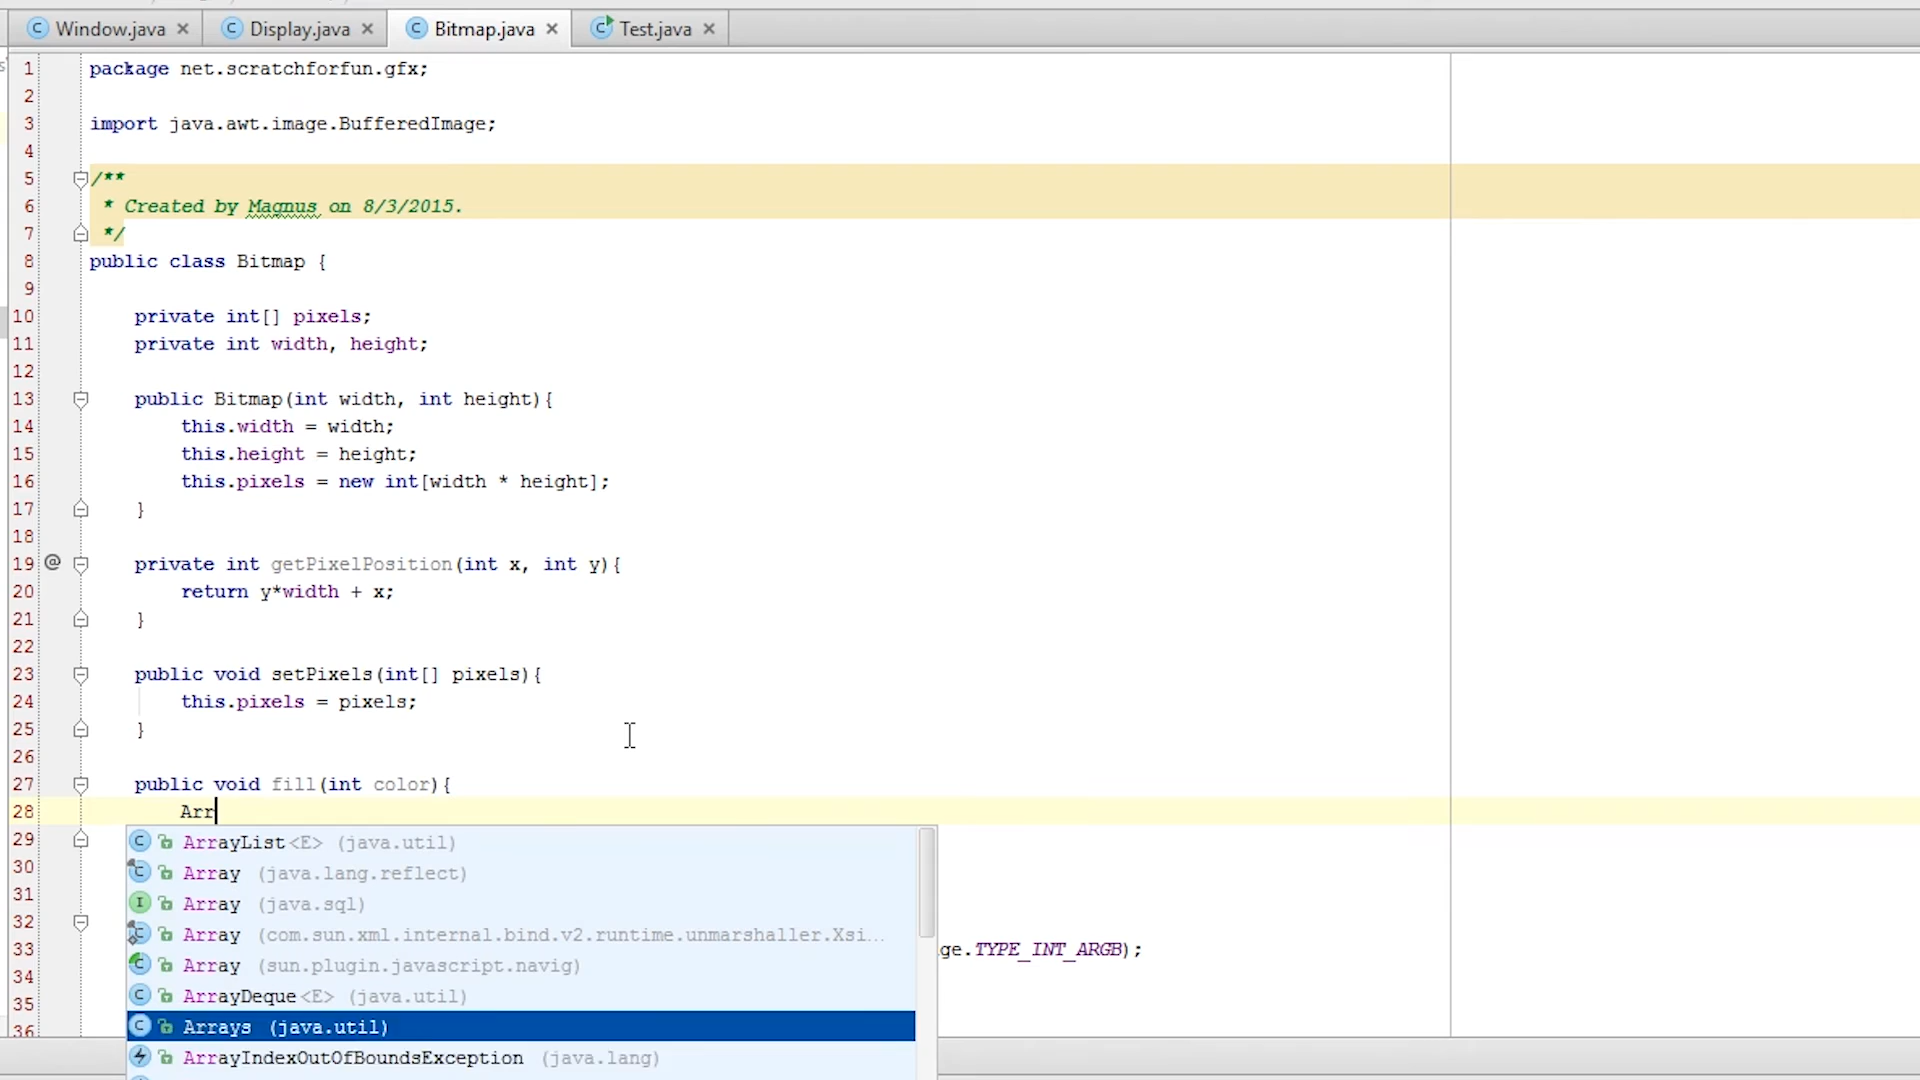 Window.java Display.java Bitmap.java Test.java
1 package net.scratchforfun.gfx;
2
3 import java.awt.image.BufferedImage;
4
5 /**
6 * Created by Magnus on 8/3/2015.
7 */
8 public class Bitmap {
9
10 private int[] pixels;
11 private int width, height;
12
13 public Bitmap(int width, int height){
14 this.width = width;
15 this.height = height;
16 this.pixels = new int[width * height];
17 }
18
19 @ private int getPixelPosition(int x, int y){
20 return y*width + x;
21 }
22
23 public void setPixels(int[] pixels){
24 this.pixels = pixels;
25 }
26
27 public void fill(int color){
28 Arr
29 ArrayList<E> (java.util)
30 Array (java.lang.reflect)
31 Array (java.sql)
32 Array (com.sun.xml.internal.bind.v2.runtime.unmarshaller.Xsi...
33 ge.TYPE_INT_ARGB);
34 Array (sun.plugin.javascript.navig)
35 ArrayDeque<E> (java.util)
36 Arrays (java.util)
ArrayIndexOutOfBoundsException (java.lang)